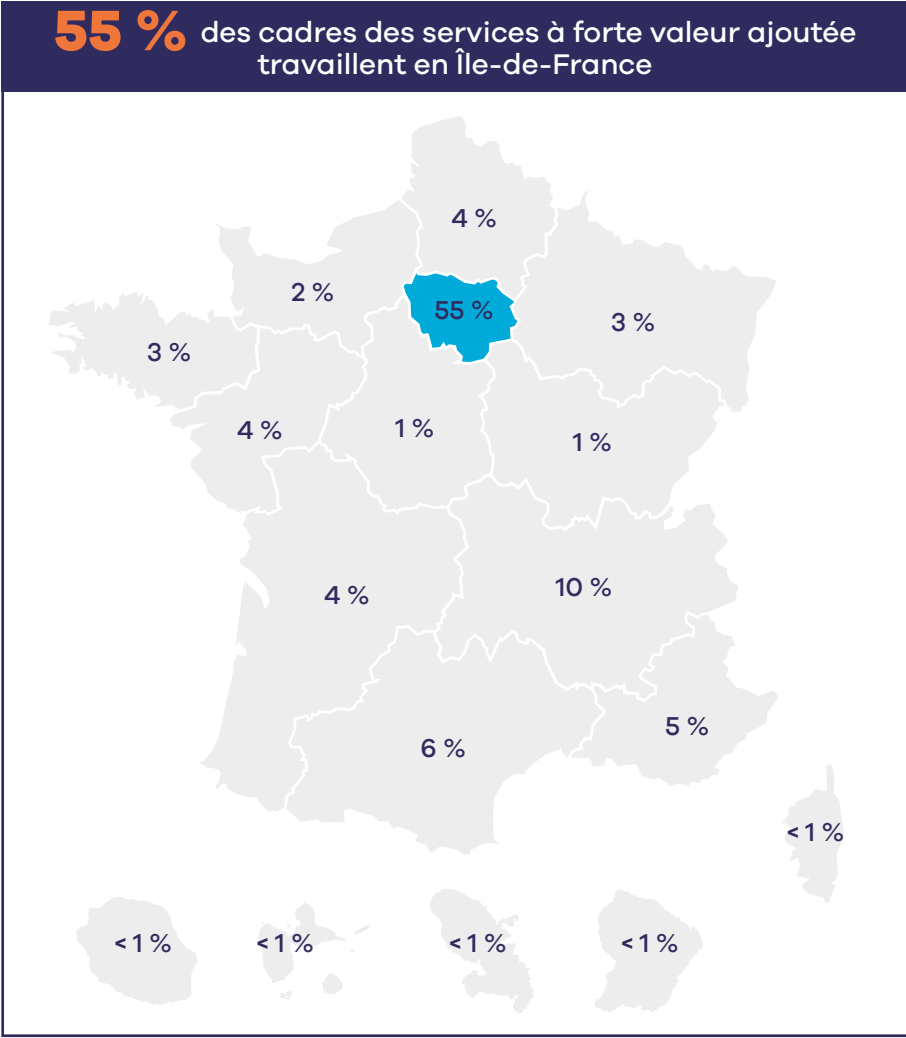 55 % des cadres des services à forte valeur ajoutée
travaillent en Île-de-France
4 %
2 %
55 %
3 %
3 %
4 %
1 %
1 %
4 %
10 %
5 %
6 %
< 1 %
< 1 %
< 1 %
< 1 %
< 1 %